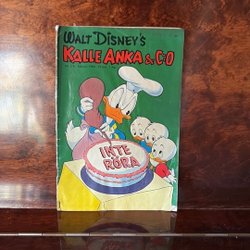 WALT DISNEY'S
KALLE ANKA & C:O
INTE
RÖRA